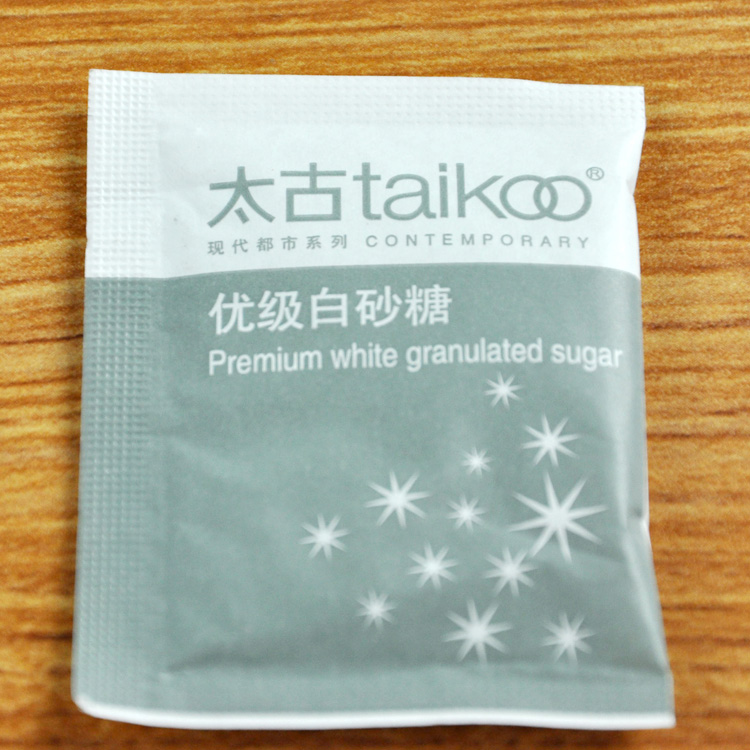 太古taikoo®
现代都市系列 CONTEMPORARY
优级白砂糖
Premium white granulated sugar